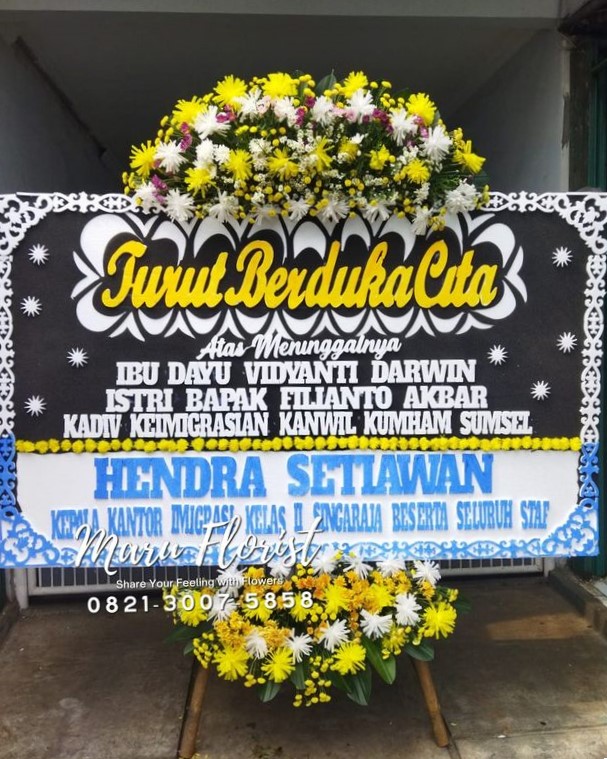 Turut Berduka Cita
Atas Meninggalnya
IBU DAYU VIDYANTI DARWIN
ISTRI BAPAK FILIANTO AKBAR
KADIV KEIMIGRASIAN KANWIL KUMHAM SUMSEL
HENDRA SETIAWAN
KEPALA KANTOR IMIGRASI KELAS II SINGARAJA BESERTA SELURUH STAF
Maru Florist
Share Your Feeling with Flowers
0821-3007-5858